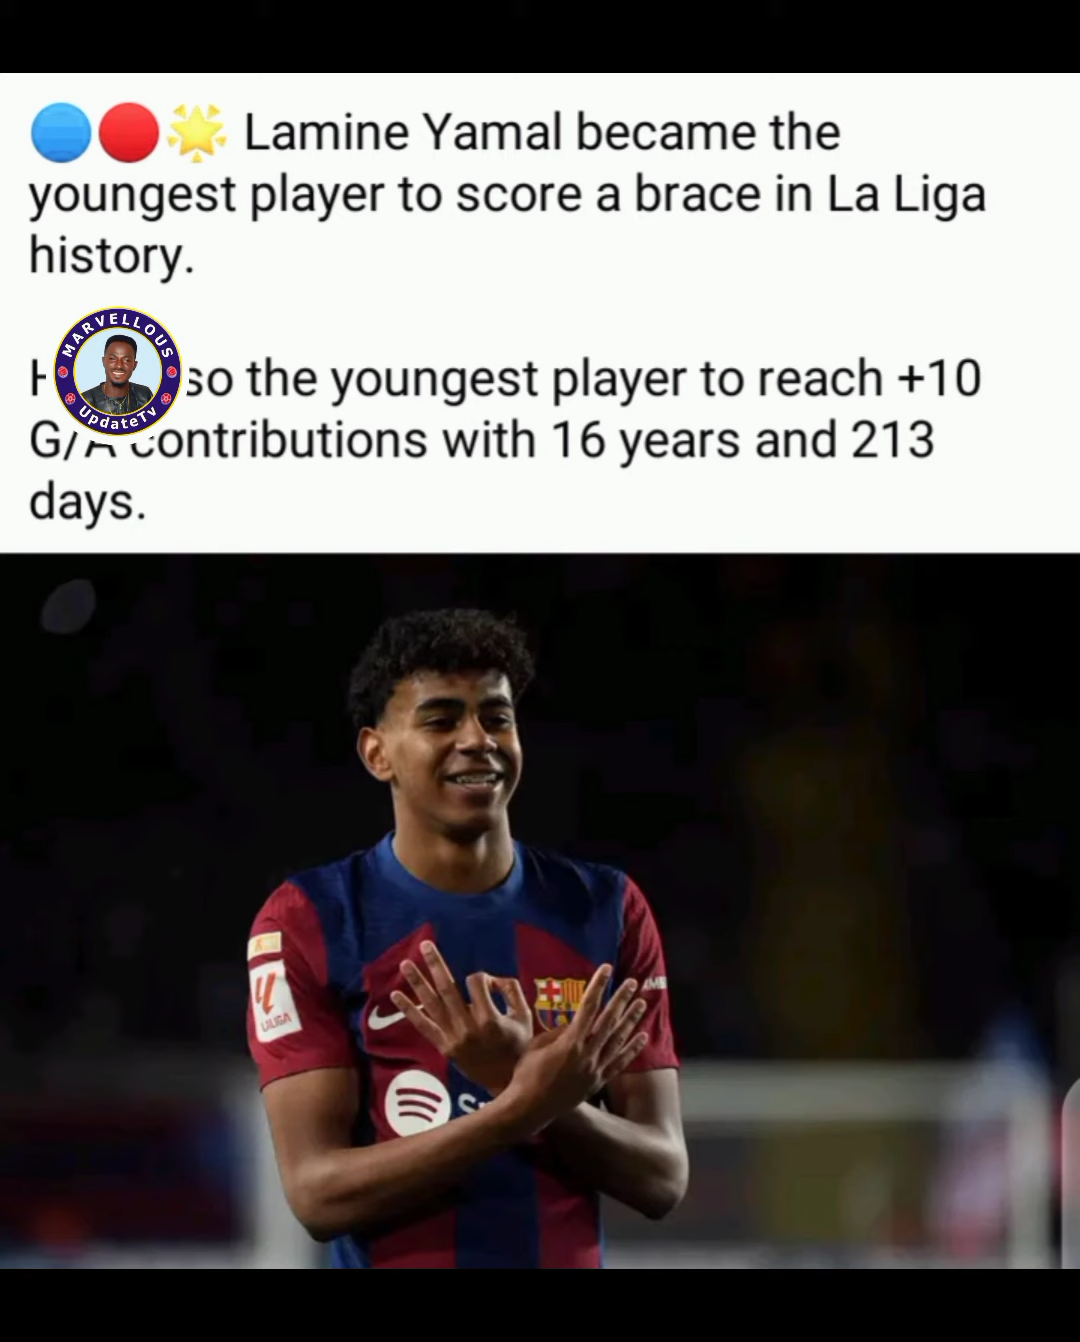 🔵🔴🌟 Lamine Yamal became the
youngest player to score a brace in La Liga
history.
MARVELLOUS
UpdateTv
so the youngest player to reach +10
G/A contributions with 16 years and 213
days.
LALIGA